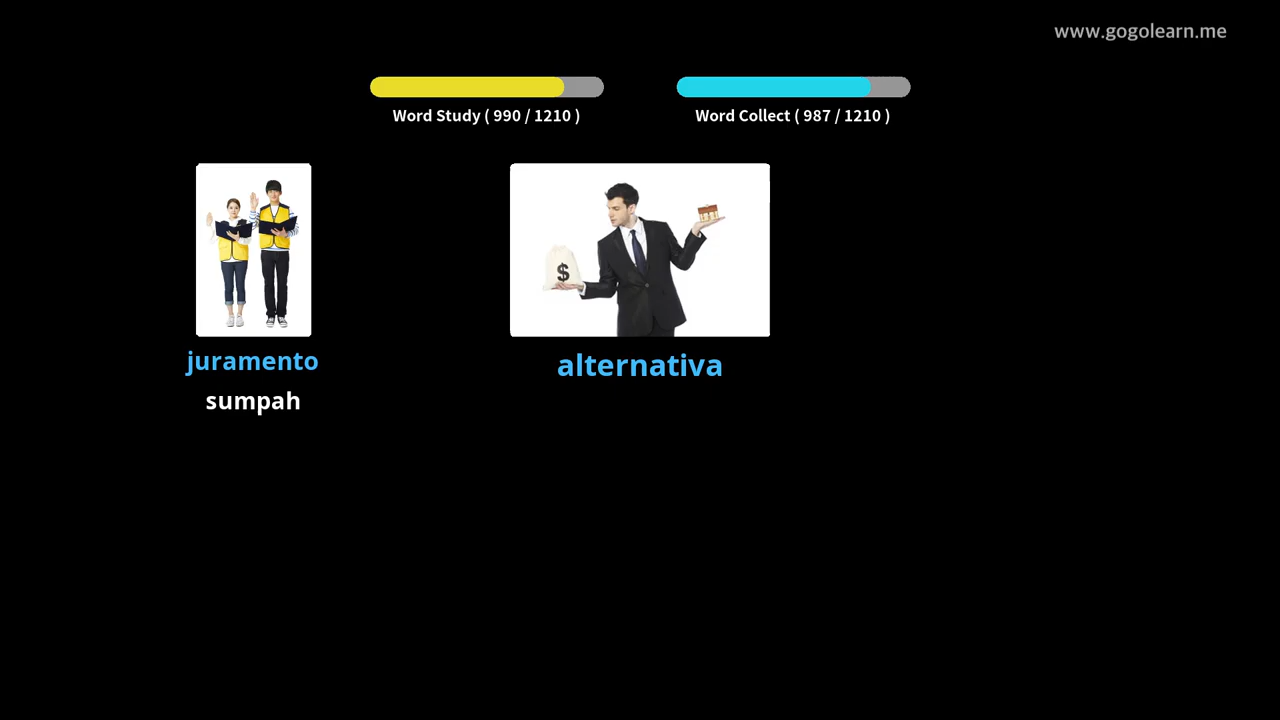 www.gogolearn.me
Word Study ( 990 / 1210 )
Word Collect ( 987 / 1210 )
$
juramento
sumpah
alternativa